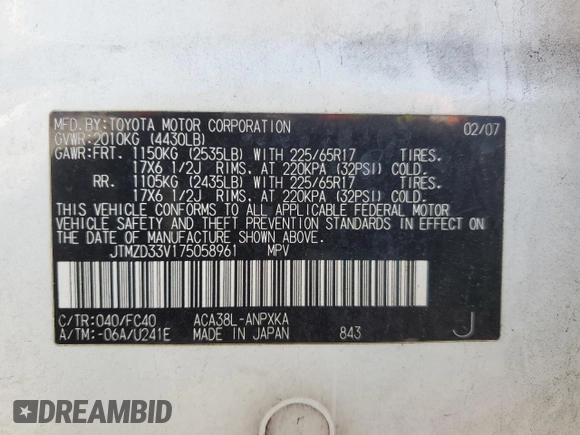 MFD.BY:TOYOTA MOTOR CORPORATION 02/07
GVWR:2010KG (4430LB)
GAWR:FRT. 1150KG (2535LB) WITH 225/65R17 TIRES.
17X6 1/2J RIMS. AT 220KPA (32PSI) COLD.
RR. 1105KG (2435LB) WITH 225/65R17 TIRES.
17X6 1/2J RIMS. AT 220KPA (32PSI) COLD.
THIS VEHICLE CONFORMS TO ALL APPLICABLE FEDERAL MOTOR
VEHICLE SAFETY AND THEFT PREVENTION STANDARDS IN EFFECT
ON THE DATE OF MANUFACTURE SHOWN ABOVE.
JTMZD33V175058961 MPV
C/TR:040/FC40 ACA38L-ANPXKA
A/TM:-06A/U241E MADE IN JAPAN 843 J
DREAMBID